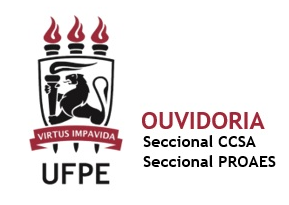 VIRTUS IMPAVIDA
UFPE
OUVIDORIA
Seccional CCSA
Seccional PROAES